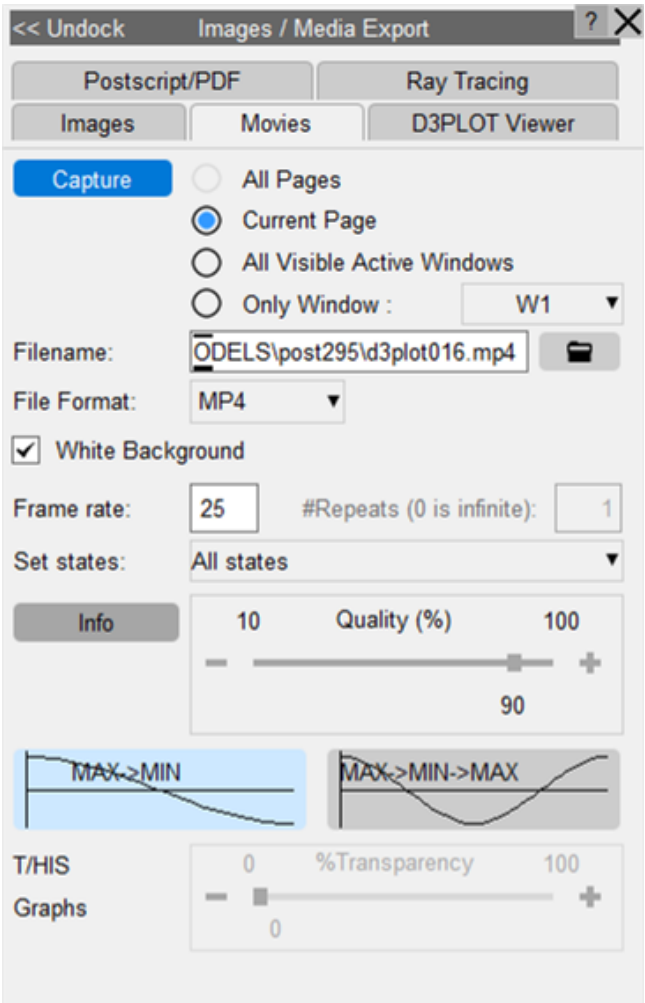 << Undock Images / Media Export ?
Postscript/PDF Ray Tracing
Images Movies D3PLOT Viewer
Capture All Pages
Current Page
All Visible Active Windows
Only Window : W1
Filename: ODELS\post295\d3plot016.mp4
File Format: MP4
White Background
Frame rate: 25 #Repeats (0 is infinite): 1
Set states: All states
Info 10 Quality (%) 100
90
MAX->MIN MAX->MIN->MAX
T/HIS 0 %Transparency 100
Graphs
0